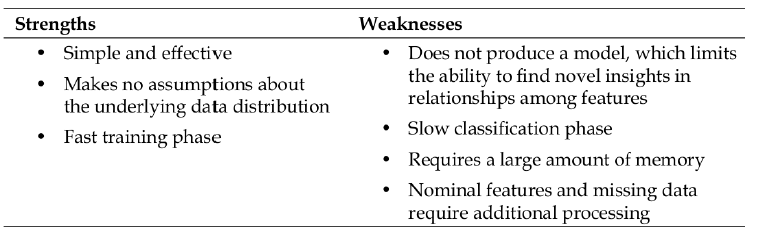 Strengths
Weaknesses
• Simple and effective
• Makes no assumptions about
the underlying data distribution
• Fast training phase
• Does not produce a model, which limits
the ability to find novel insights in
relationships among features
• Slow classification phase
• Requires a large amount of memory
• Nominal features and missing data
require additional processing